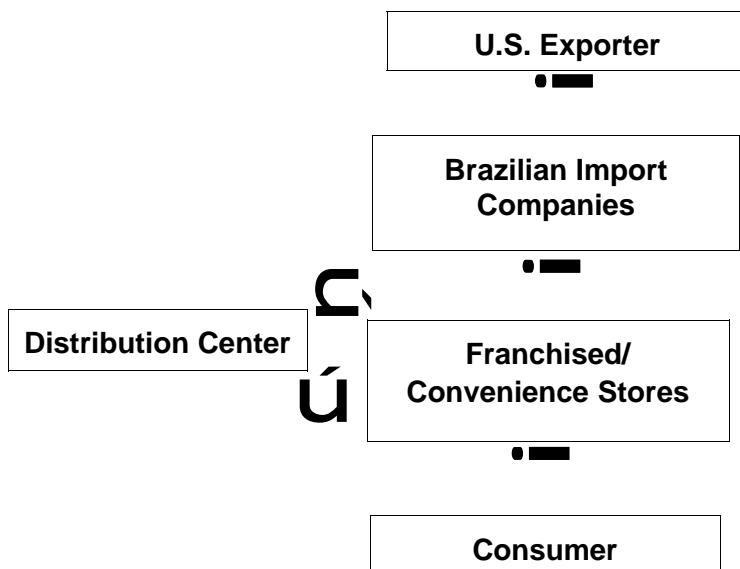 U.S. Exporter
Brazilian Import
Companies
Distribution Center
ú
ú
Franchised/
Convenience Stores
Consumer